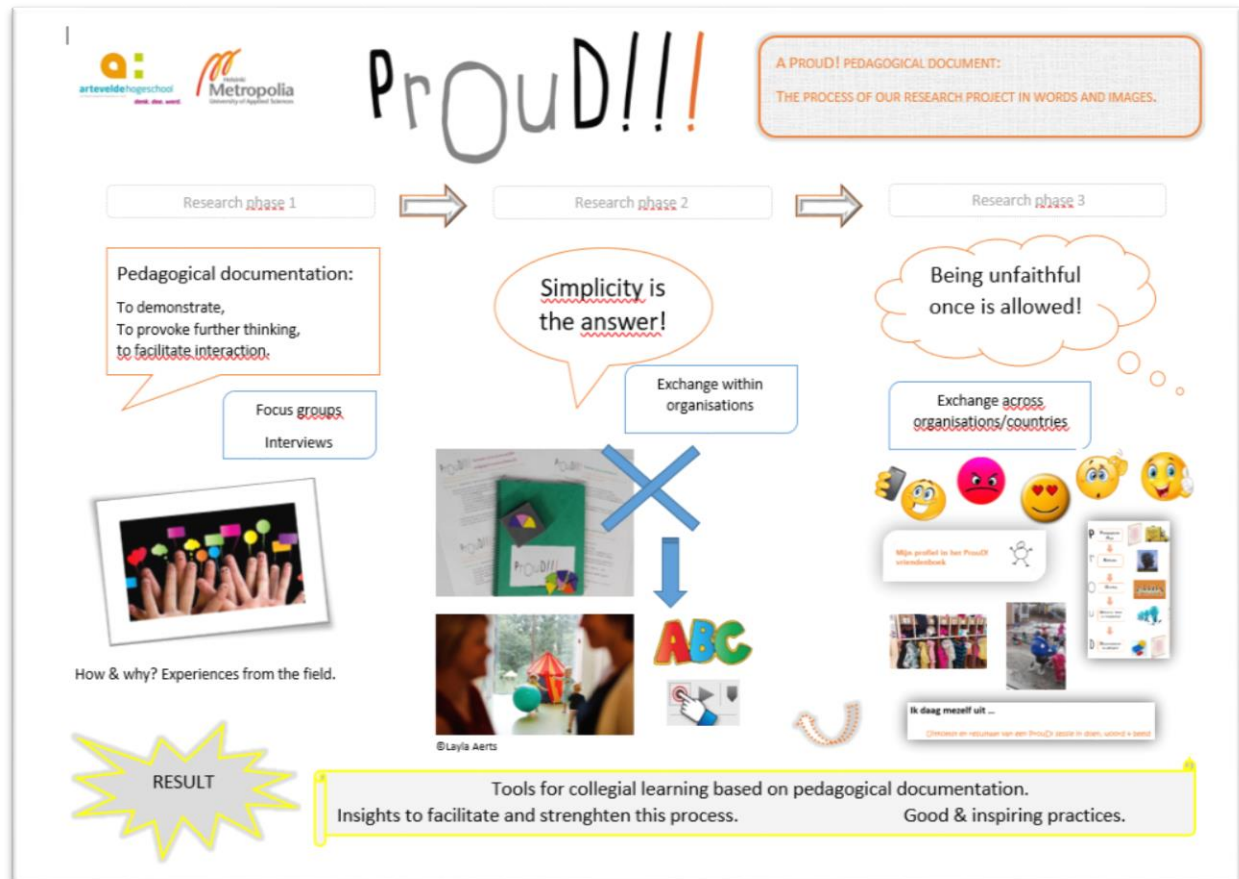 a:
arteveldehogeschool
denk. doe. word.
Helsinki
Metropolia
University of Applied Sciences
ProuD!!!
A PROUD! PEDAGOGICAL DOCUMENT:
THE PROCESS OF OUR RESEARCH PROJECT IN WORDS AND IMAGES.
Research phase 1
Research phase 2
Research phase 3
Pedagogical documentation:
To demonstrate,
To provoke further thinking,
to facilitate interaction.
Focus groups
Interviews
How & why? Experiences from the field.
Simplicity is
the answer!
Exchange within
organisations
ProuD!!!
ABC
©Layla Aerts
Being unfaithful
once is allowed!
Exchange across
organisations/countries
Mijn profiel in het ProuD!
vriendenboek
P
r
O
u
D
Ik daag mezelf uit ...
RESULT
Tools for collegial learning based on pedagogical documentation.
Insights to facilitate and strenghten this process. Good & inspiring practices.